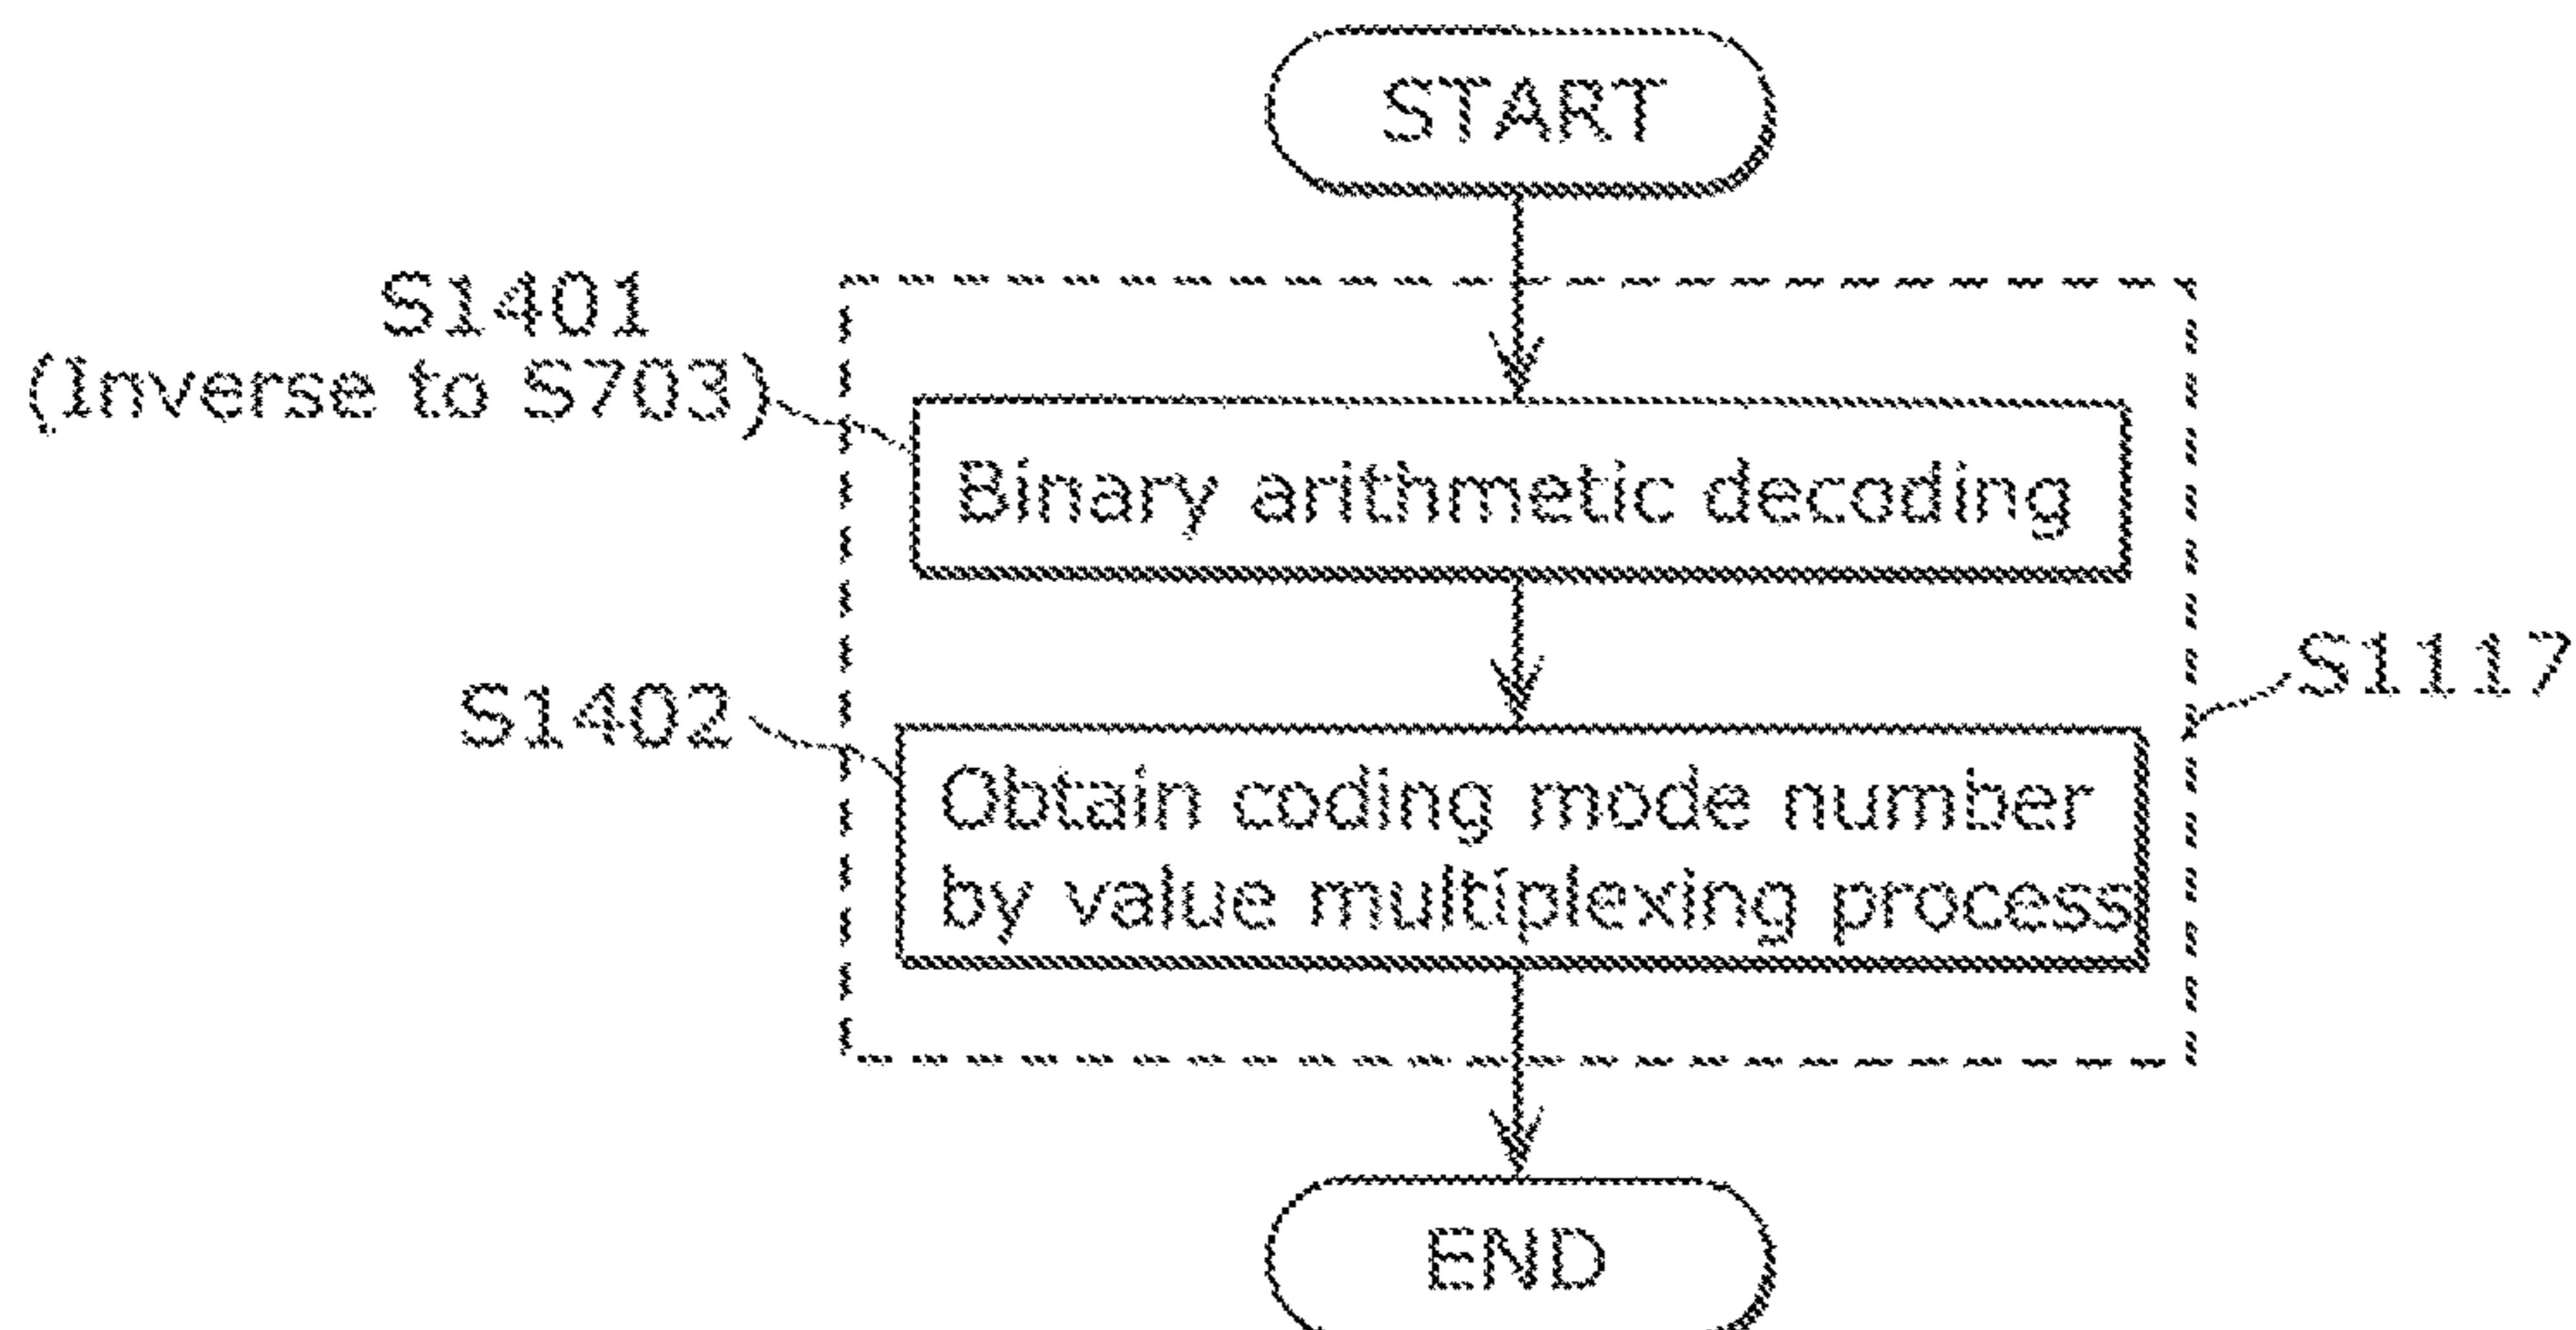 START
S1401
(Inverse to S703)
Binary arithmetic decoding
S1117
S1402
Obtain coding mode number
by value multiplexing process
END